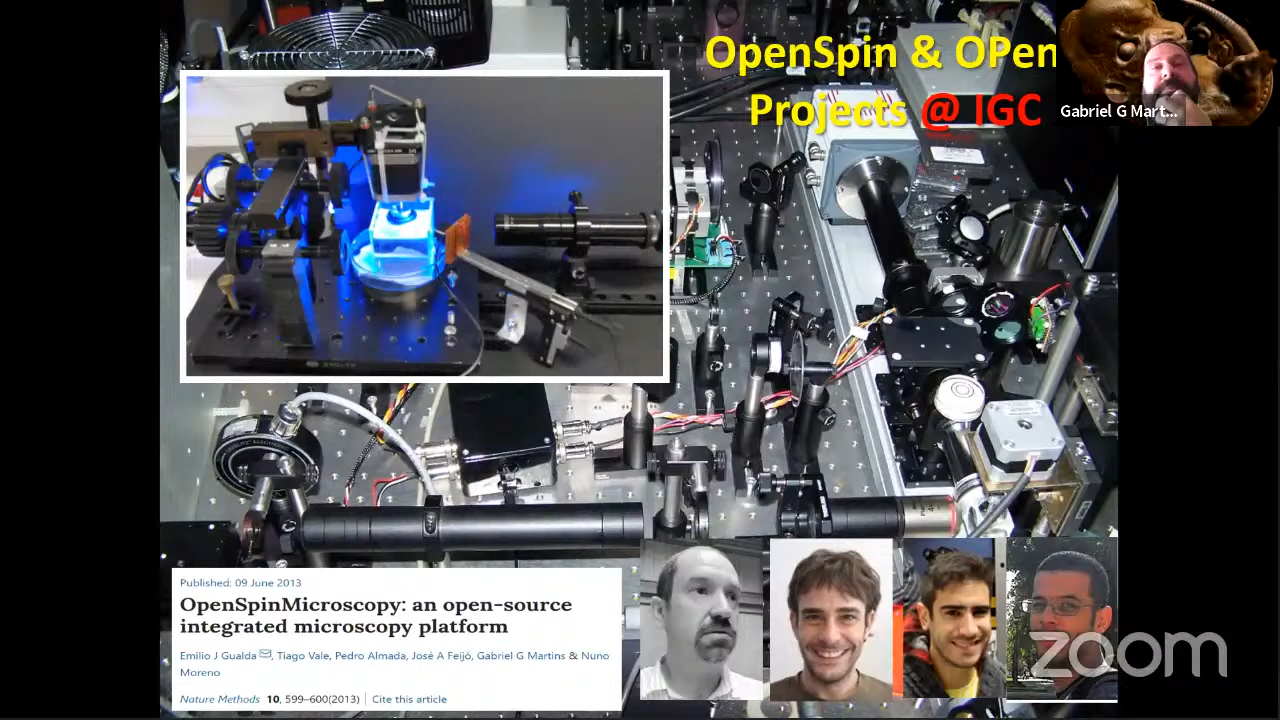 OpenSpin & OPen
Projects @ IGC
Gabriel G Mart...
Published: 09 June 2013
OpenSpinMicroscopy: an open-source
integrated microscopy platform
Emilio J Gualda, Tiago Vale, Pedro Almada, José A Feijó, Gabriel G Martins & Nuno
Moreno
Nature Methods 10, 599–600(2013) | Cite this article
zoom